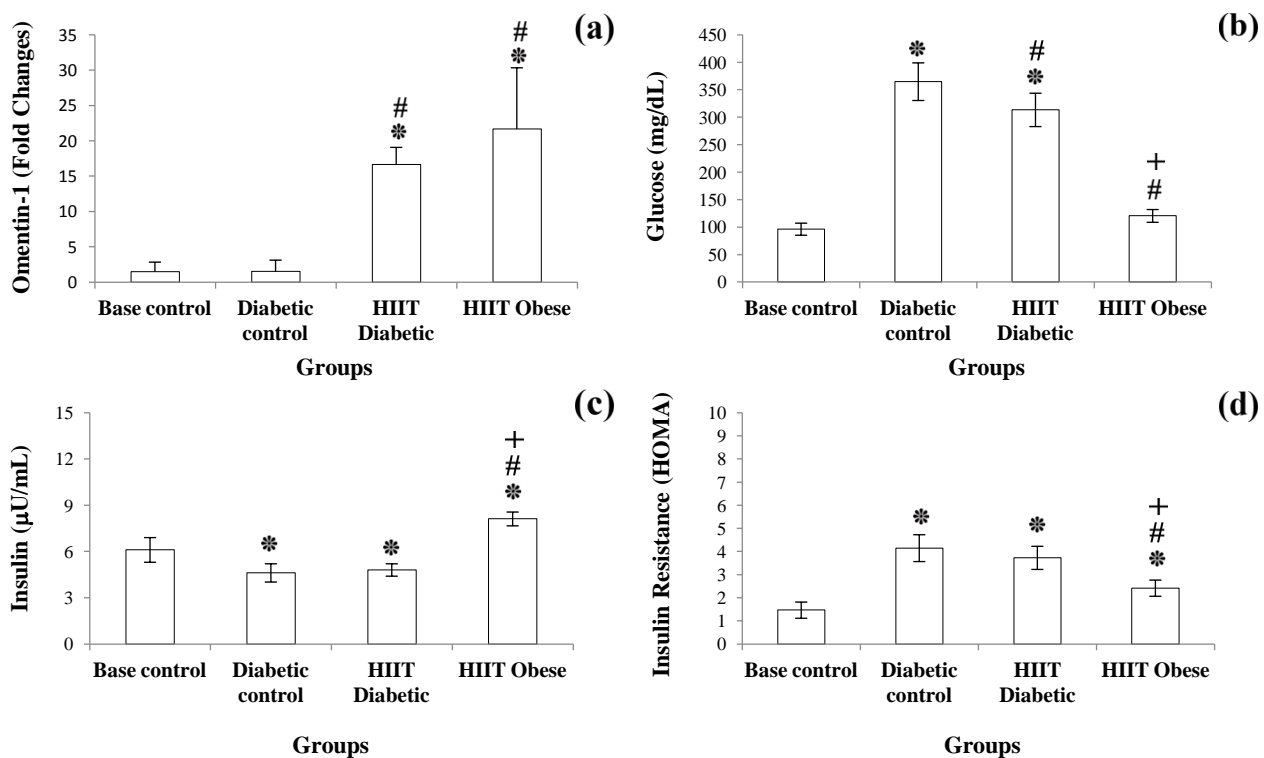 (a)
Omentin-1 (Fold Changes)
35
30
25
20
15
10
5
0
#
❊
#
❊
Base control
Diabetic
control
HIIT
Diabetic
HIIT Obese
Groups
(b)
Glucose (mg/dL)
450
400
350
300
250
200
150
100
50
0
❊
#
❊
+
#
Base control
Diabetic
control
HIIT
Diabetic
HIIT Obese
Groups
(c)
Insulin (µU/mL)
15
12
9
6
3
0
❊
❊
+
#
❊
Base control
Diabetic
control
HIIT
Diabetic
HIIT Obese
Groups
(d)
Insulin Resistance (HOMA)
10
9
8
7
6
5
4
3
2
1
0
❊
❊
+
#
❊
Base control
Diabetic
control
HIIT
Diabetic
HIIT Obese
Groups